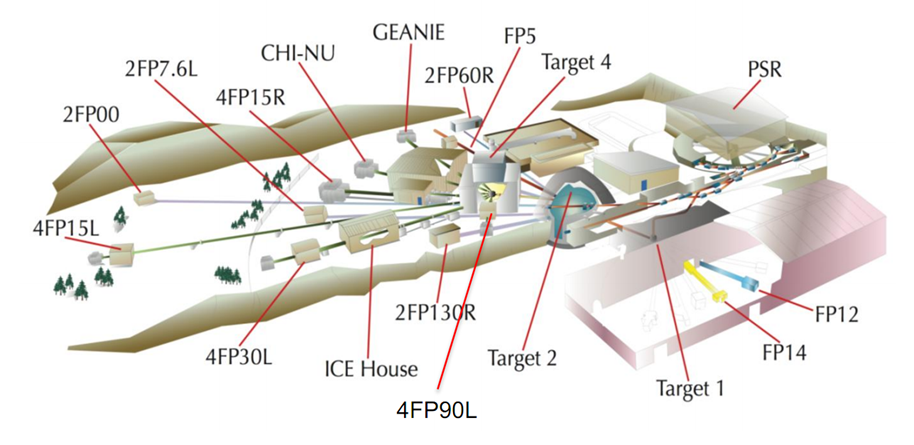 GEANIE
FP5
CHI-NU
Target 4
2FP7.6L
2FP60R
PSR
4FP15R
2FP00
4FP15L
2FP130R
FP12
4FP30L
ICE House
Target 2
FP14
Target 1
4FP90L